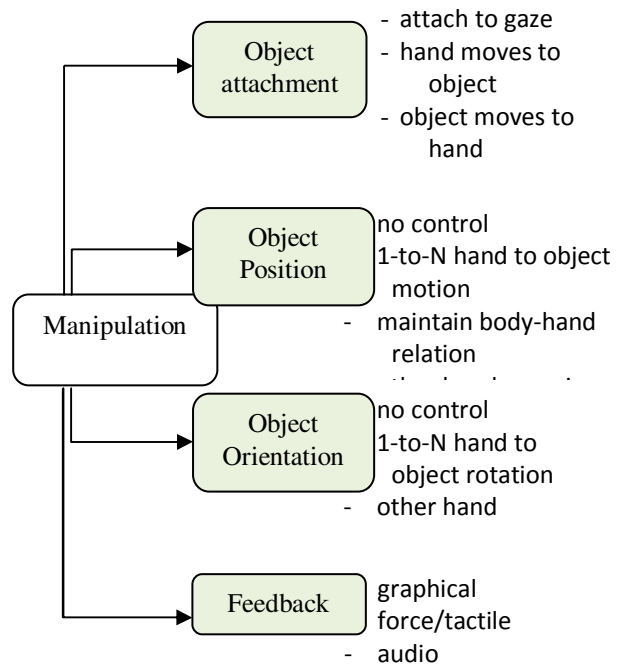 Object
attachment
- attach to gaze
- hand moves to
object
- object moves to
hand
Object
Position
no control
1-to-N hand to object
motion
- maintain body-hand
relation
Manipulation
Object
Orientation
no control
1-to-N hand to
object rotation
- other hand
Feedback
graphical
force/tactile
- audio